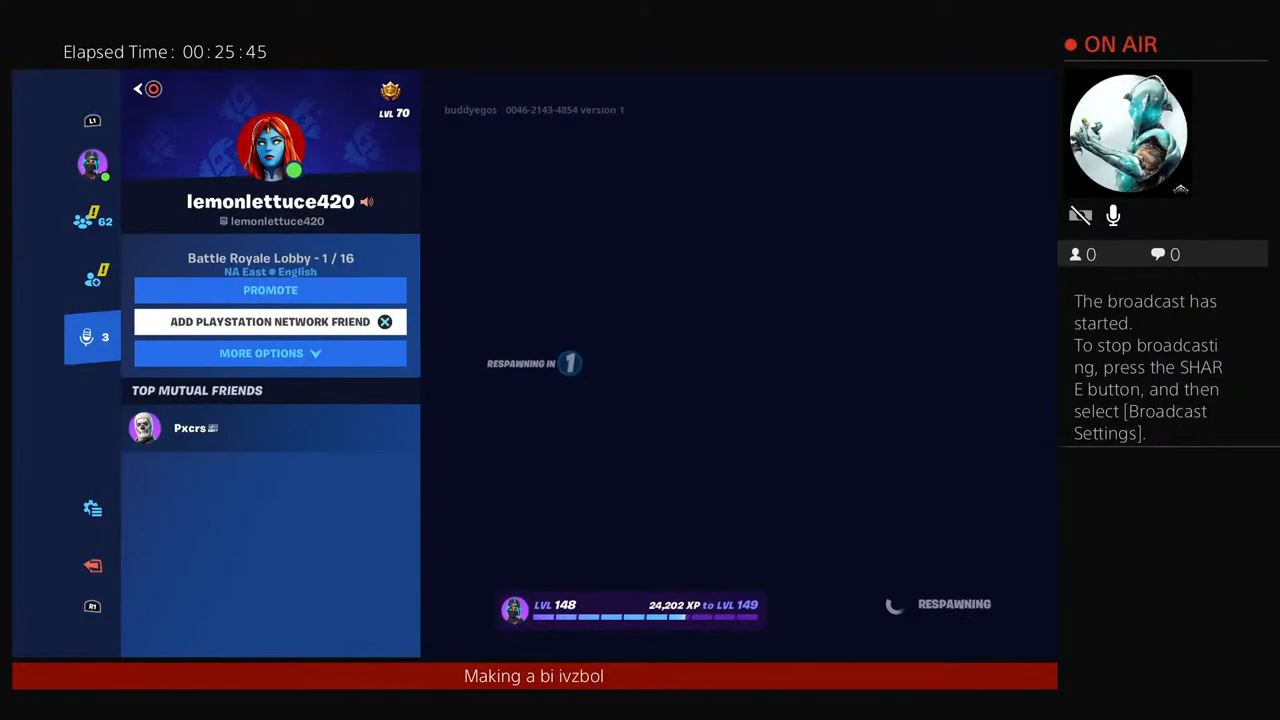 Elapsed Time: 00:25:45
ON AIR
L1
LVL 70
buddyegos 0046-2143-4854 version 1
lemonlettuce420
lemonlettuce420
62
Battle Royale Lobby - 1 / 16
NA East English
PROMOTE
ADD PLAYSTATION NETWORK FRIEND
MORE OPTIONS
3
TOP MUTUAL FRIENDS
Pxcrs
RESPAWNING IN 1
R1
LVL 148
24,202 XP to LVL 149
RESPAWNING
0 0
The broadcast has
started.
To stop broadcasti
ng, press the SHAR
E button, and then
select [Broadcast
Settings].
Making a bi ivzbol